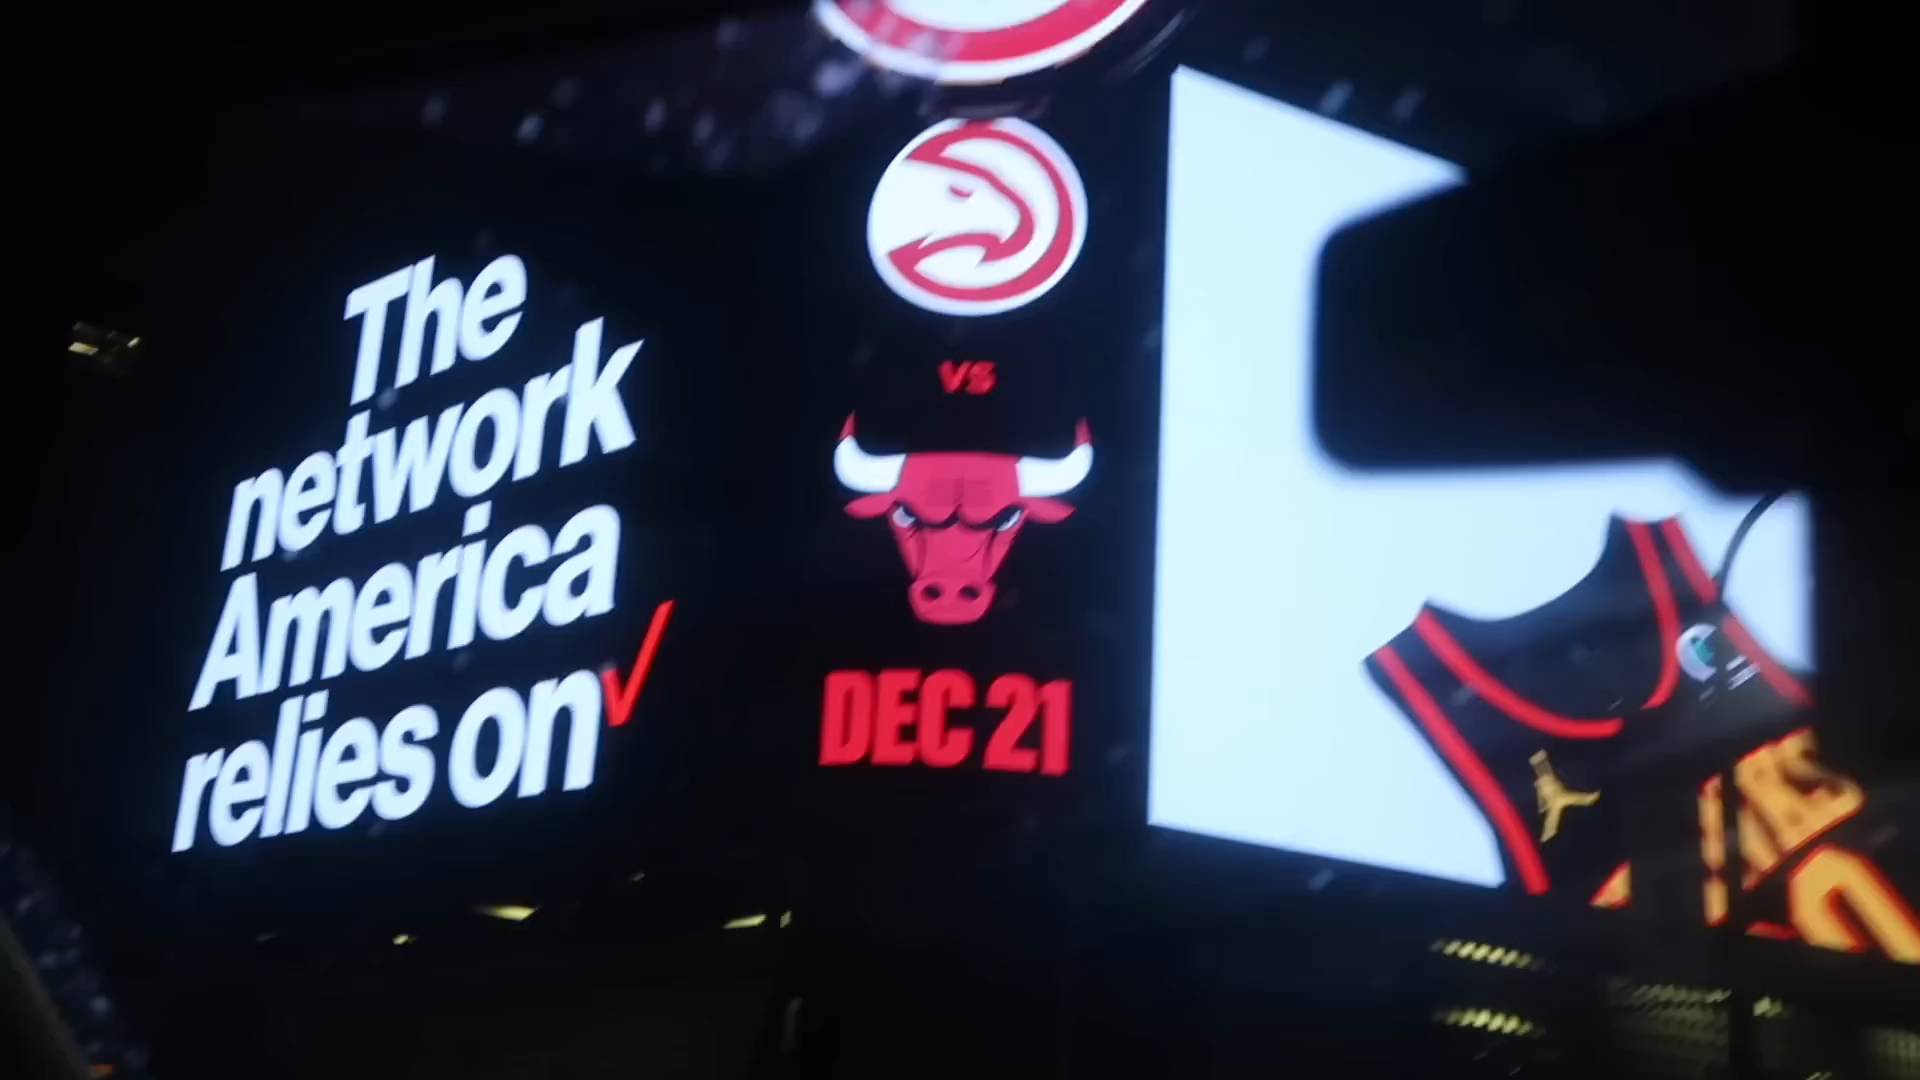 The
network
America
relies on
VS
DEC 21